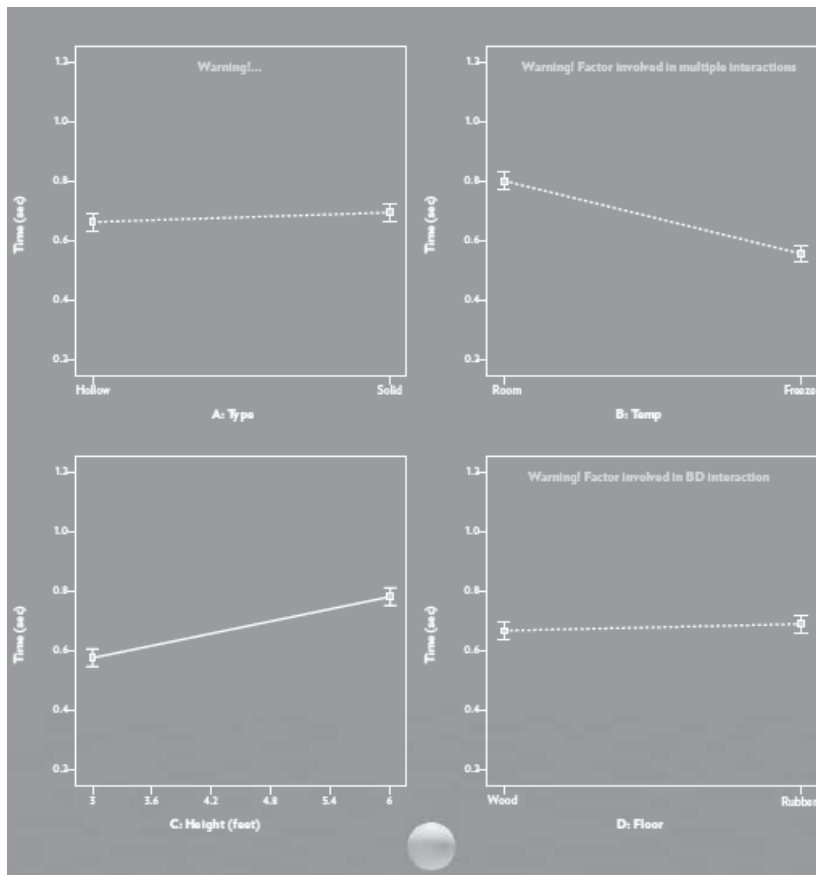 1.2
1.0
0.8
0.6
0.4
0.2
Time (sec)
Warning!...
Hollow
Solid
A: Type
1.2
1.0
0.8
0.6
0.4
0.2
Time (sec)
Warning! Factor involved in multiple interactions
Room
Freeze
B: Temp
1.2
1.0
0.8
0.6
0.4
0.2
Time (sec)
3
3.6
4.2
4.8
5.4
6
C: Height (feet)
1.2
1.0
0.8
0.6
0.4
0.2
Time (sec)
Warning! Factor involved in BD interaction
Wood
Rubber
D: Floor